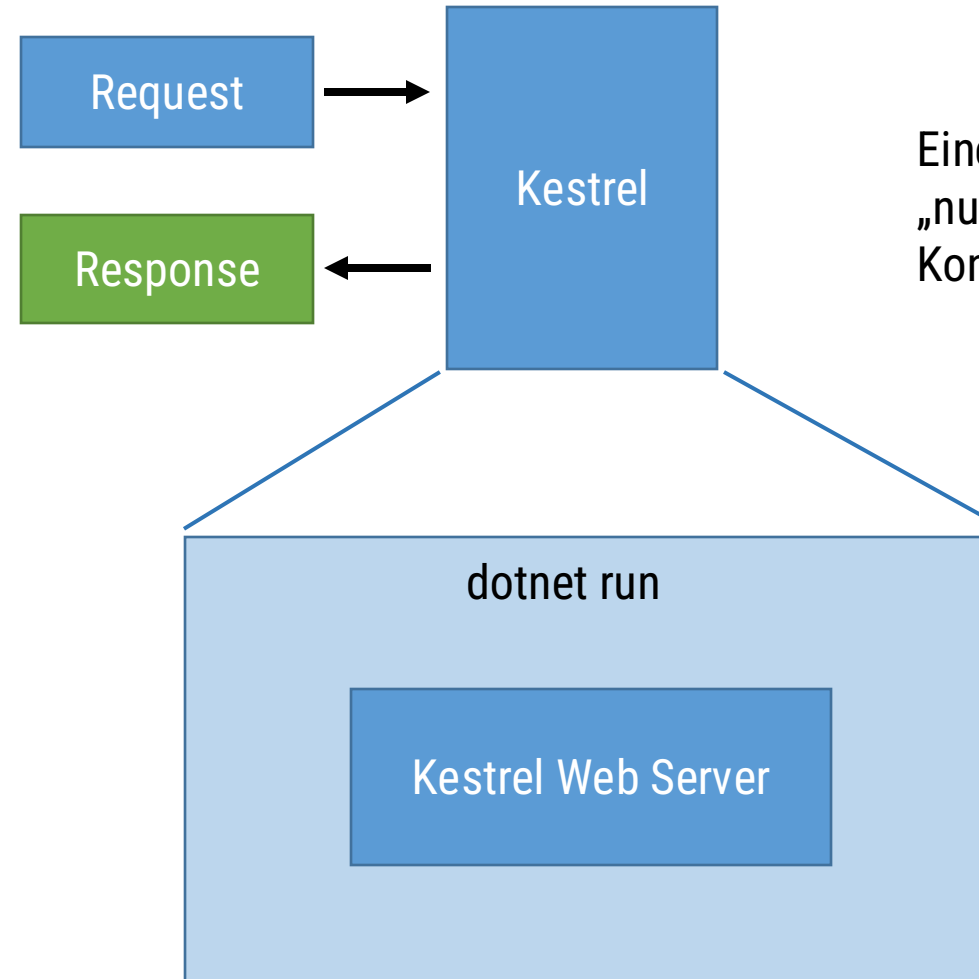 Request
Kestrel
Response
dotnet run
Kestrel Web Server